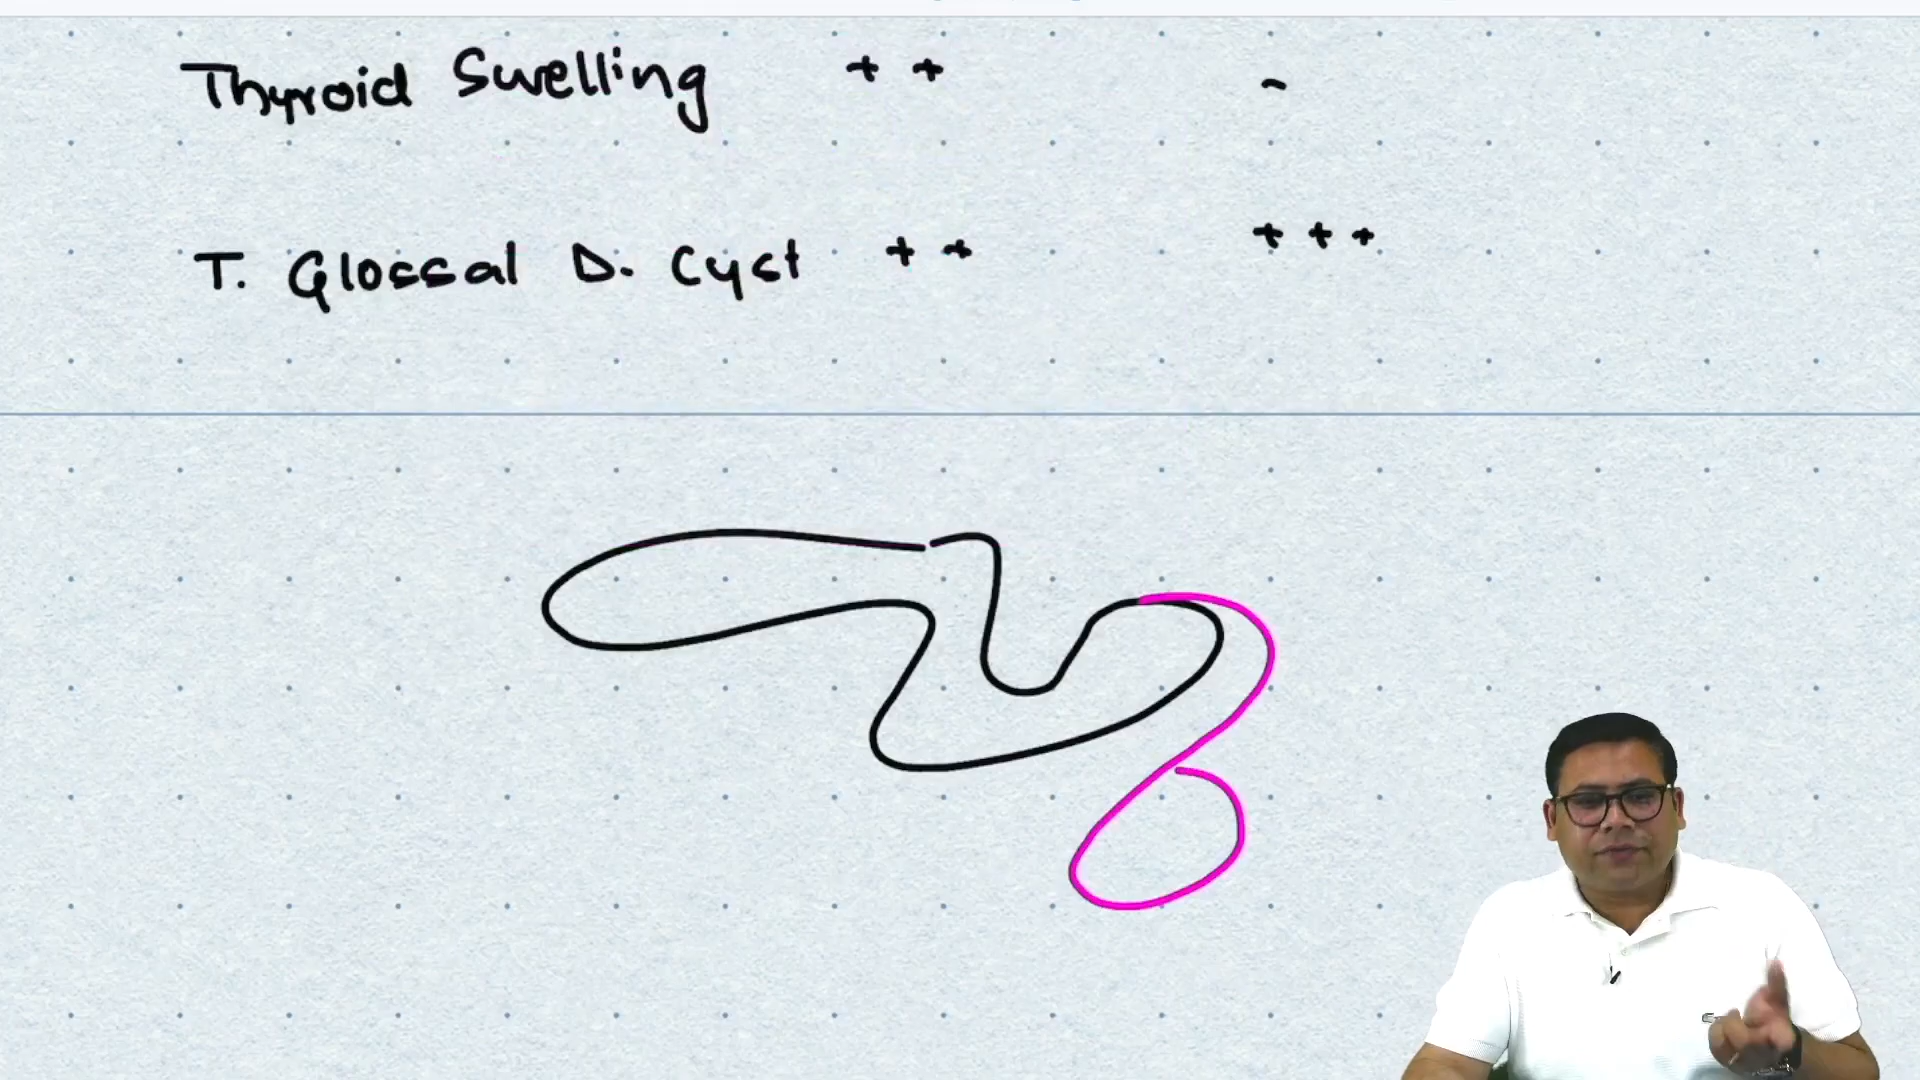 Thyroid Swelling + + -
T. Glossal D. Cyst + + + + +